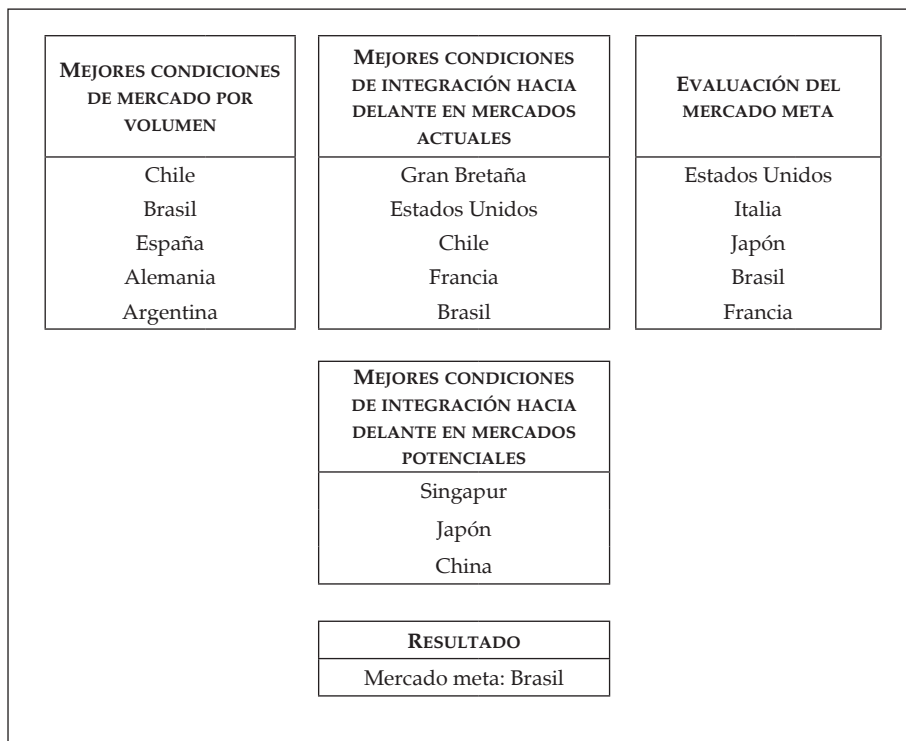 MEJORES CONDICIONES
DE MERCADO POR
VOLUMEN
Chile
Brasil
España
Alemania
Argentina
MEJORES CONDICIONES
DE INTEGRACIÓN HACIA
DELANTE EN MERCADOS
ACTUALES
Gran Bretaña
Estados Unidos
Chile
Francia
Brasil
EVALUACIÓN DEL
MERCADO META
Estados Unidos
Italia
Japón
Brasil
Francia
MEJORES CONDICIONES
DE INTEGRACIÓN HACIA
DELANTE EN MERCADOS
POTENCIALES
Singapur
Japón
China
RESULTADO
Mercado meta: Brasil